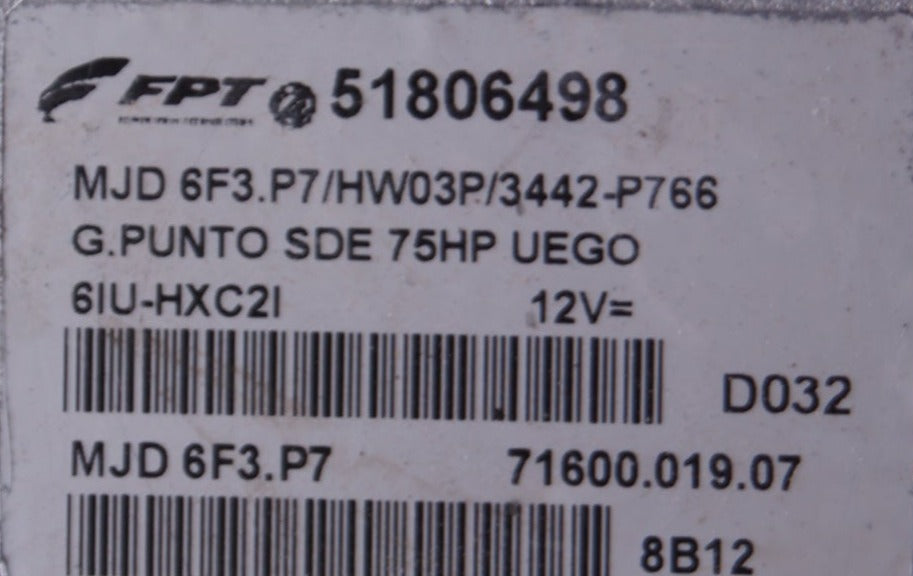 FPT 51806498
MJD 6F3.P7/HW03P/3442-P766
G.PUNTO SDE 75HP UEGO
6IU-HXC2I 12V=
D032
MJD 6F3.P7 71600.019.07
8B12